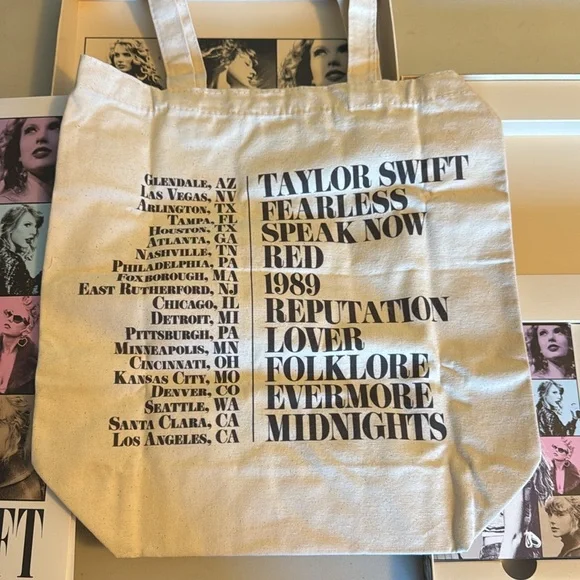 Glendale, AZ
Las Vegas, NV
Arlington, TX
Tampa, FL
Houston, TX
Atlanta, GA
Nashville, TN
Philadelphia, PA
Foxborough, MA
East Rutherford, NJ
Chicago, IL
Detroit, MI
Pittsburgh, PA
Minneapolis, MN
Cincinnati, OH
Kansas City, MO
Denver, CO
Seattle, WA
Santa Clara, CA
Los Angeles, CA
TAYLOR SWIFT
FEARLESS
SPEAK NOW
RED
1989
REPUTATION
LOVER
FOLKLORE
EVERMORE
MIDNIGHTS